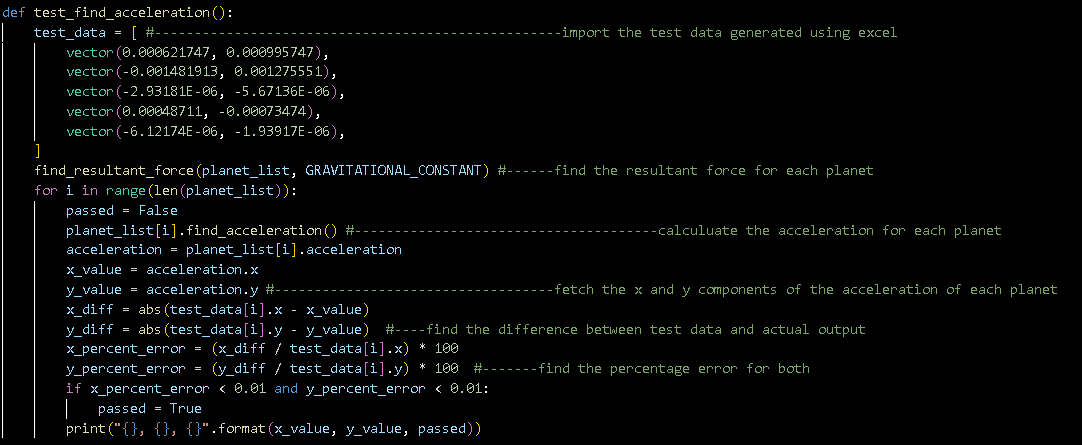 def test_find_acceleration():
    test_data = [ #---------------------------------------------------import the test data generated using excel
        vector(0.000621747, 0.000995747),
        vector(-0.001481913, 0.001275551),
        vector(-2.93181E-06, -5.67136E-06),
        vector(0.00048711, -0.00073474),
        vector(-6.12174E-06, -1.93917E-06),
    ]
    find_resultant_force(planet_list, GRAVITATIONAL_CONSTANT) #------find the resultant force for each planet
    for i in range(len(planet_list)):
        passed = False
        planet_list[i].find_acceleration() #--------------------------------------calculuate the acceleration for each planet
        acceleration = planet_list[i].acceleration
        x_value = acceleration.x
        y_value = acceleration.y #-----------------------------------fetch the x and y components of the acceleration of each planet
        x_diff = abs(test_data[i].x - x_value)
        y_diff = abs(test_data[i].y - y_value)  #----find the difference between test data and actual output
        x_percent_error = (x_diff / test_data[i].x) * 100
        y_percent_error = (y_diff / test_data[i].y) * 100  #-------find the percentage error for both
        if x_percent_error < 0.01 and y_percent_error < 0.01:
            passed = True
        print("{}, {}, {}".format(x_value, y_value, passed))